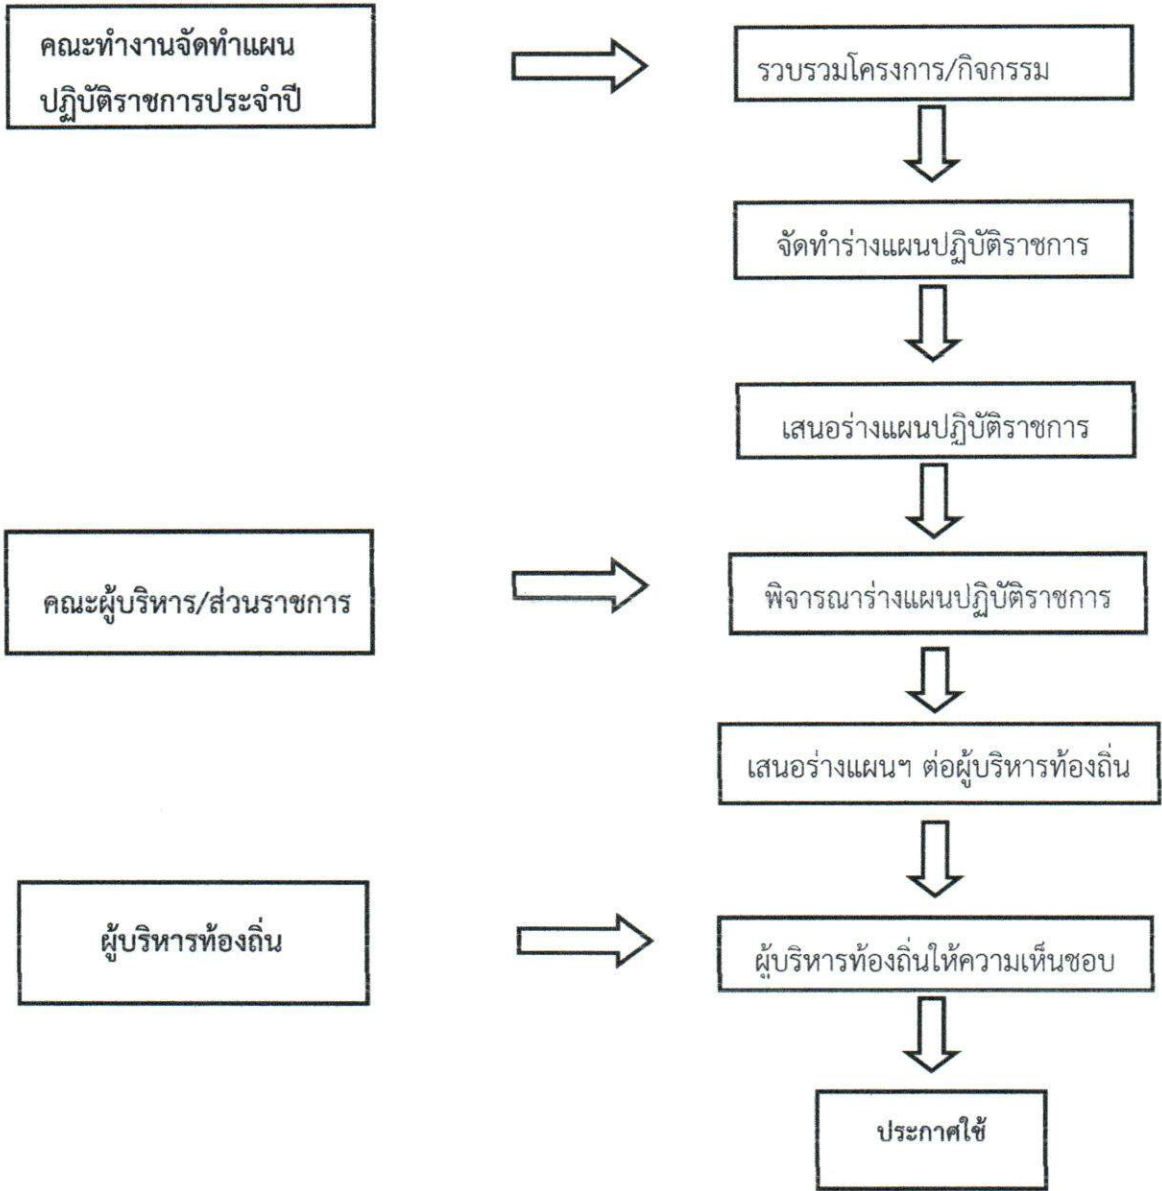 คณะทำงานจัดทำแผน
ปฏิบัติราชการประจำปี
รวบรวมโครงการ/กิจกรรม
จัดทำร่างแผนปฏิบัติราชการ
เสนอร่างแผนปฏิบัติราชการ
คณะผู้บริหาร/ส่วนราชการ
พิจารณาร่างแผนปฏิบัติราชการ
เสนอร่างแผนฯ ต่อผู้บริหารท้องถิ่น
ผู้บริหารท้องถิ่น
ผู้บริหารท้องถิ่นให้ความเห็นชอบ
ประกาศใช้